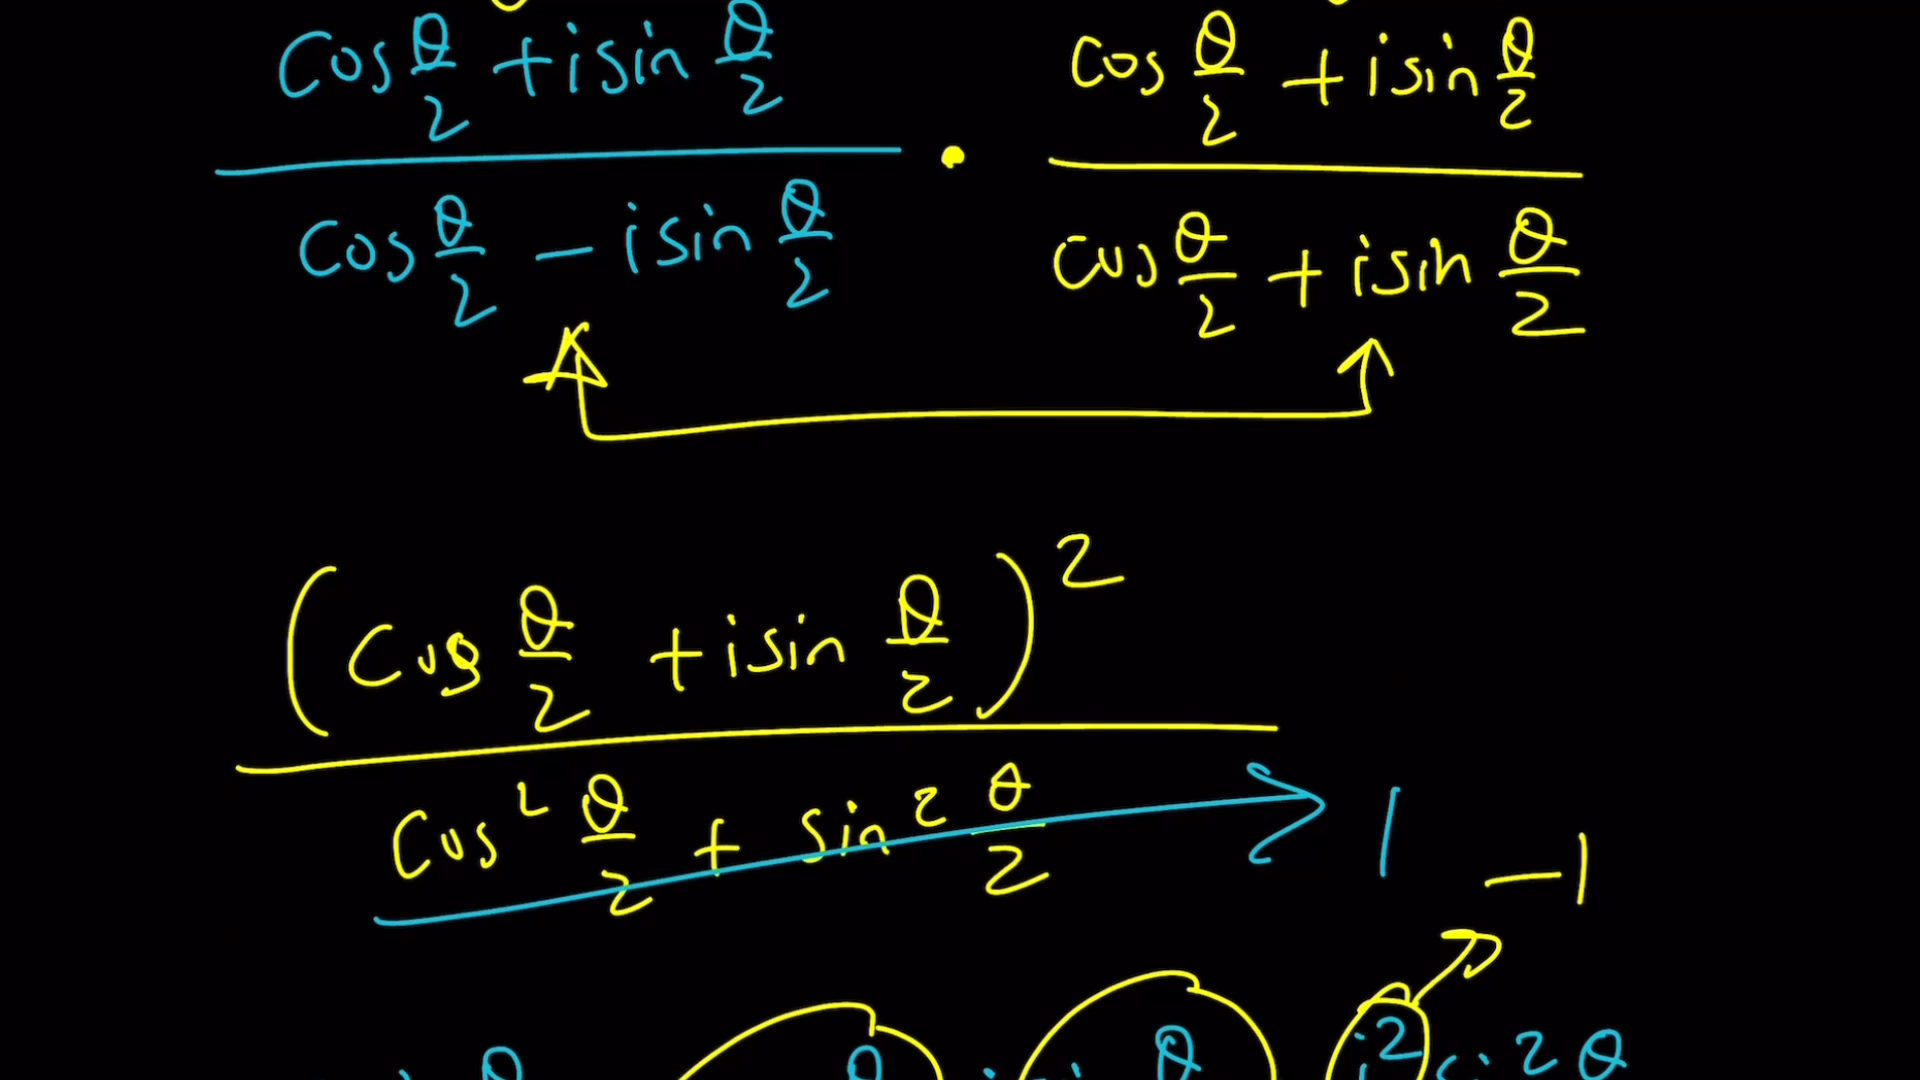 cos θ/2 + i sin θ/2 · cos θ/2 + i sin θ/2
cos θ/2 − i sin θ/2   cos θ/2 + i sin θ/2
(cos θ/2 + i sin θ/2)²
cos² θ/2 + sin² θ/2 → 1
−1
θ θ θ i² θ